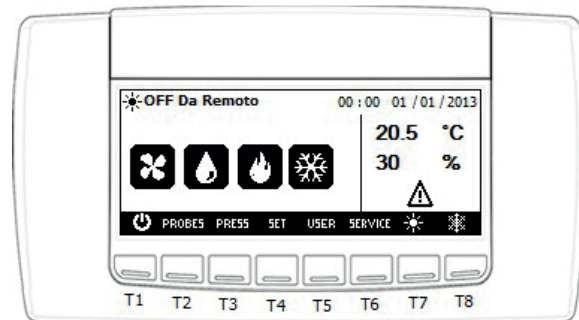 OFF Da Remoto 00 : 00 01 / 01 / 2013
20.5 °C
30 %
PROBES PRESS SET USER SERVICE
T1 T2 T3 T4 T5 T6 T7 T8